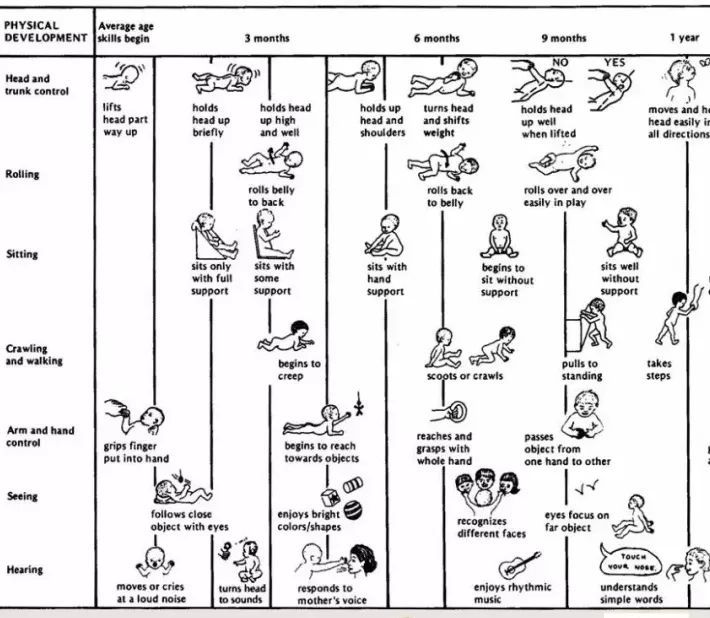 PHYSICAL
DEVELOPMENT
Average age
skills begin
3 months
6 months
9 months
1 year
Head and
trunk control
lifts
head part
way up
holds
head up
briefly
holds head
up high
and well
holds up
head and
shoulders
turns head
and shifts
weight
NO
YES
holds head
up well
when lifted
moves and
head easily in
all directions
Rolling
rolls belly
to back
rolls back
to belly
rolls over and over
easily in play
Sitting
sits only
with full
support
sits with
some
support
sits with
hand
support
begins to
sit without
support
sits well
without
support
Crawling
and walking
begins to
creep
scoots or crawls
pulls to
standing
takes
steps
Arm and hand
control
grips finger
put into hand
begins to reach
towards objects
reaches and
grasps with
whole hand
passes
object from
one hand to other
Seeing
follows close
object with eyes
enjoys bright
colors/shapes
recognizes
different faces
eyes focus on
far object
Hearing
moves or cries
at a loud noise
turns head
to sounds
responds to
mother's voice
enjoys rhythmic
music
TOUCH
YOUR NOSE.
understands
simple words